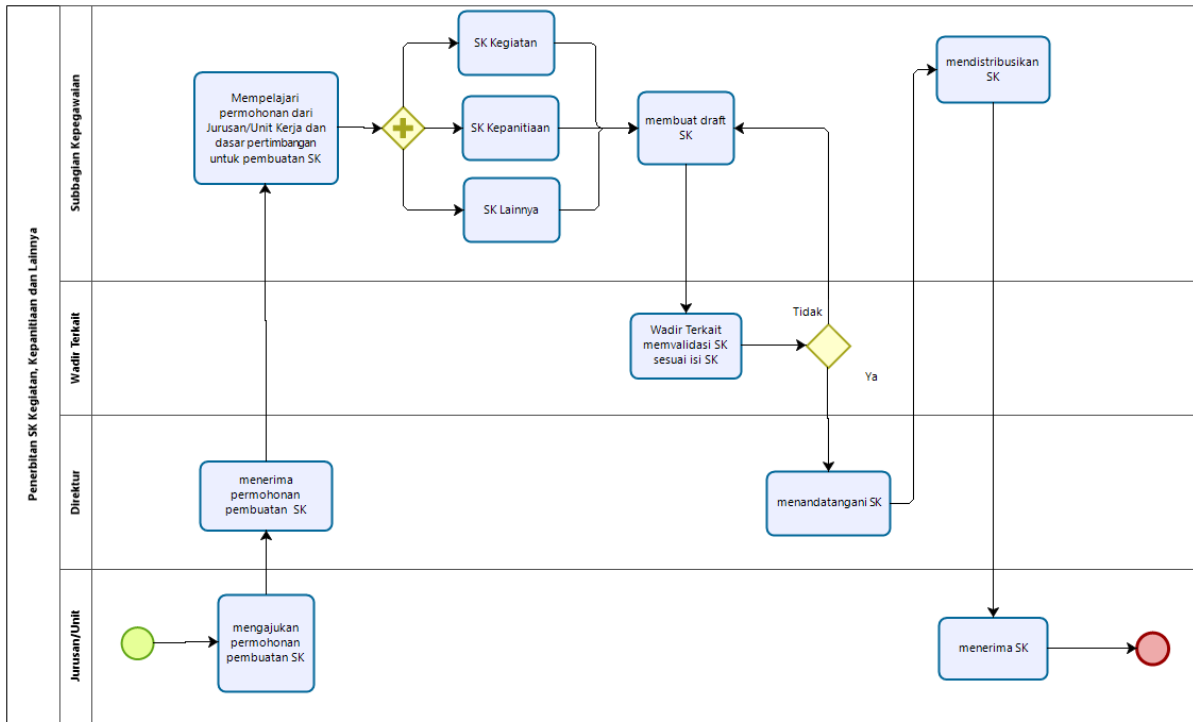 Penerbitan SK Kegiatan, Kepanitiaan dan Lainnya
Subbagian Kepegawaian
Mempelajari
permohonan dari
Jurusan/Unit Kerja dan
dasar pertimbangan
untuk pembuatan SK
SK Kegiatan
SK Kepanitiaan
SK Lainnya
membuat draft
SK
mendistribusikan
SK
Wadir Terkait
Wadir Terkait
memvalidasi SK
sesuai isi SK
Tidak
Ya
Direktur
menerima
permohonan
pembuatan SK
menandatangani SK
Jurusan/Unit
mengajukan
permohonan
pembuatan SK
menerima SK